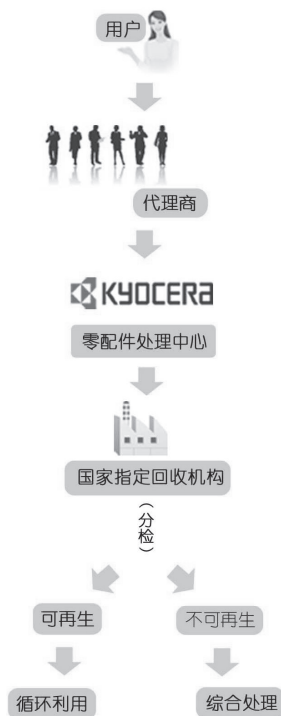 用户
代理商
KYOCERA
零配件处理中心
国家指定回收机构
（分检）
可再生 不可再生
循环利用 综合处理